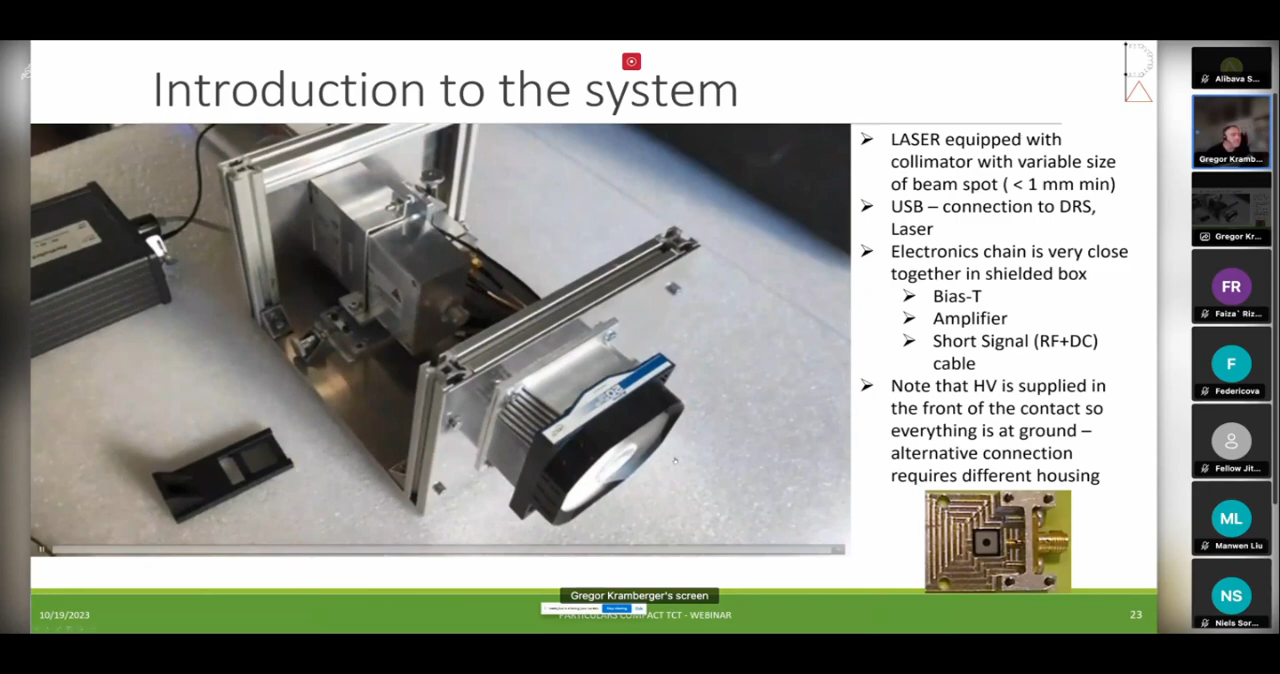 Introduction to the system
LASER equipped with
collimator with variable size
of beam spot ( < 1 mm min)
USB – connection to DRS,
Laser
Electronics chain is very close
together in shielded box
Bias-T
Amplifier
Short Signal (RF+DC)
cable
Note that HV is supplied in
the front of the contact so
everything is at ground –
alternative connection
requires different housing
Gregor Kramberger's screen
10/19/2023
PARTICULARS COMPACT TCT - WEBINAR
23
Alibava S...
Gregor Kramb...
Gregor Kr...
FR
Faiza` Riz...
F
Federicova
Fellow Jit...
ML
Manwen Liu
NS
Niels Sor...